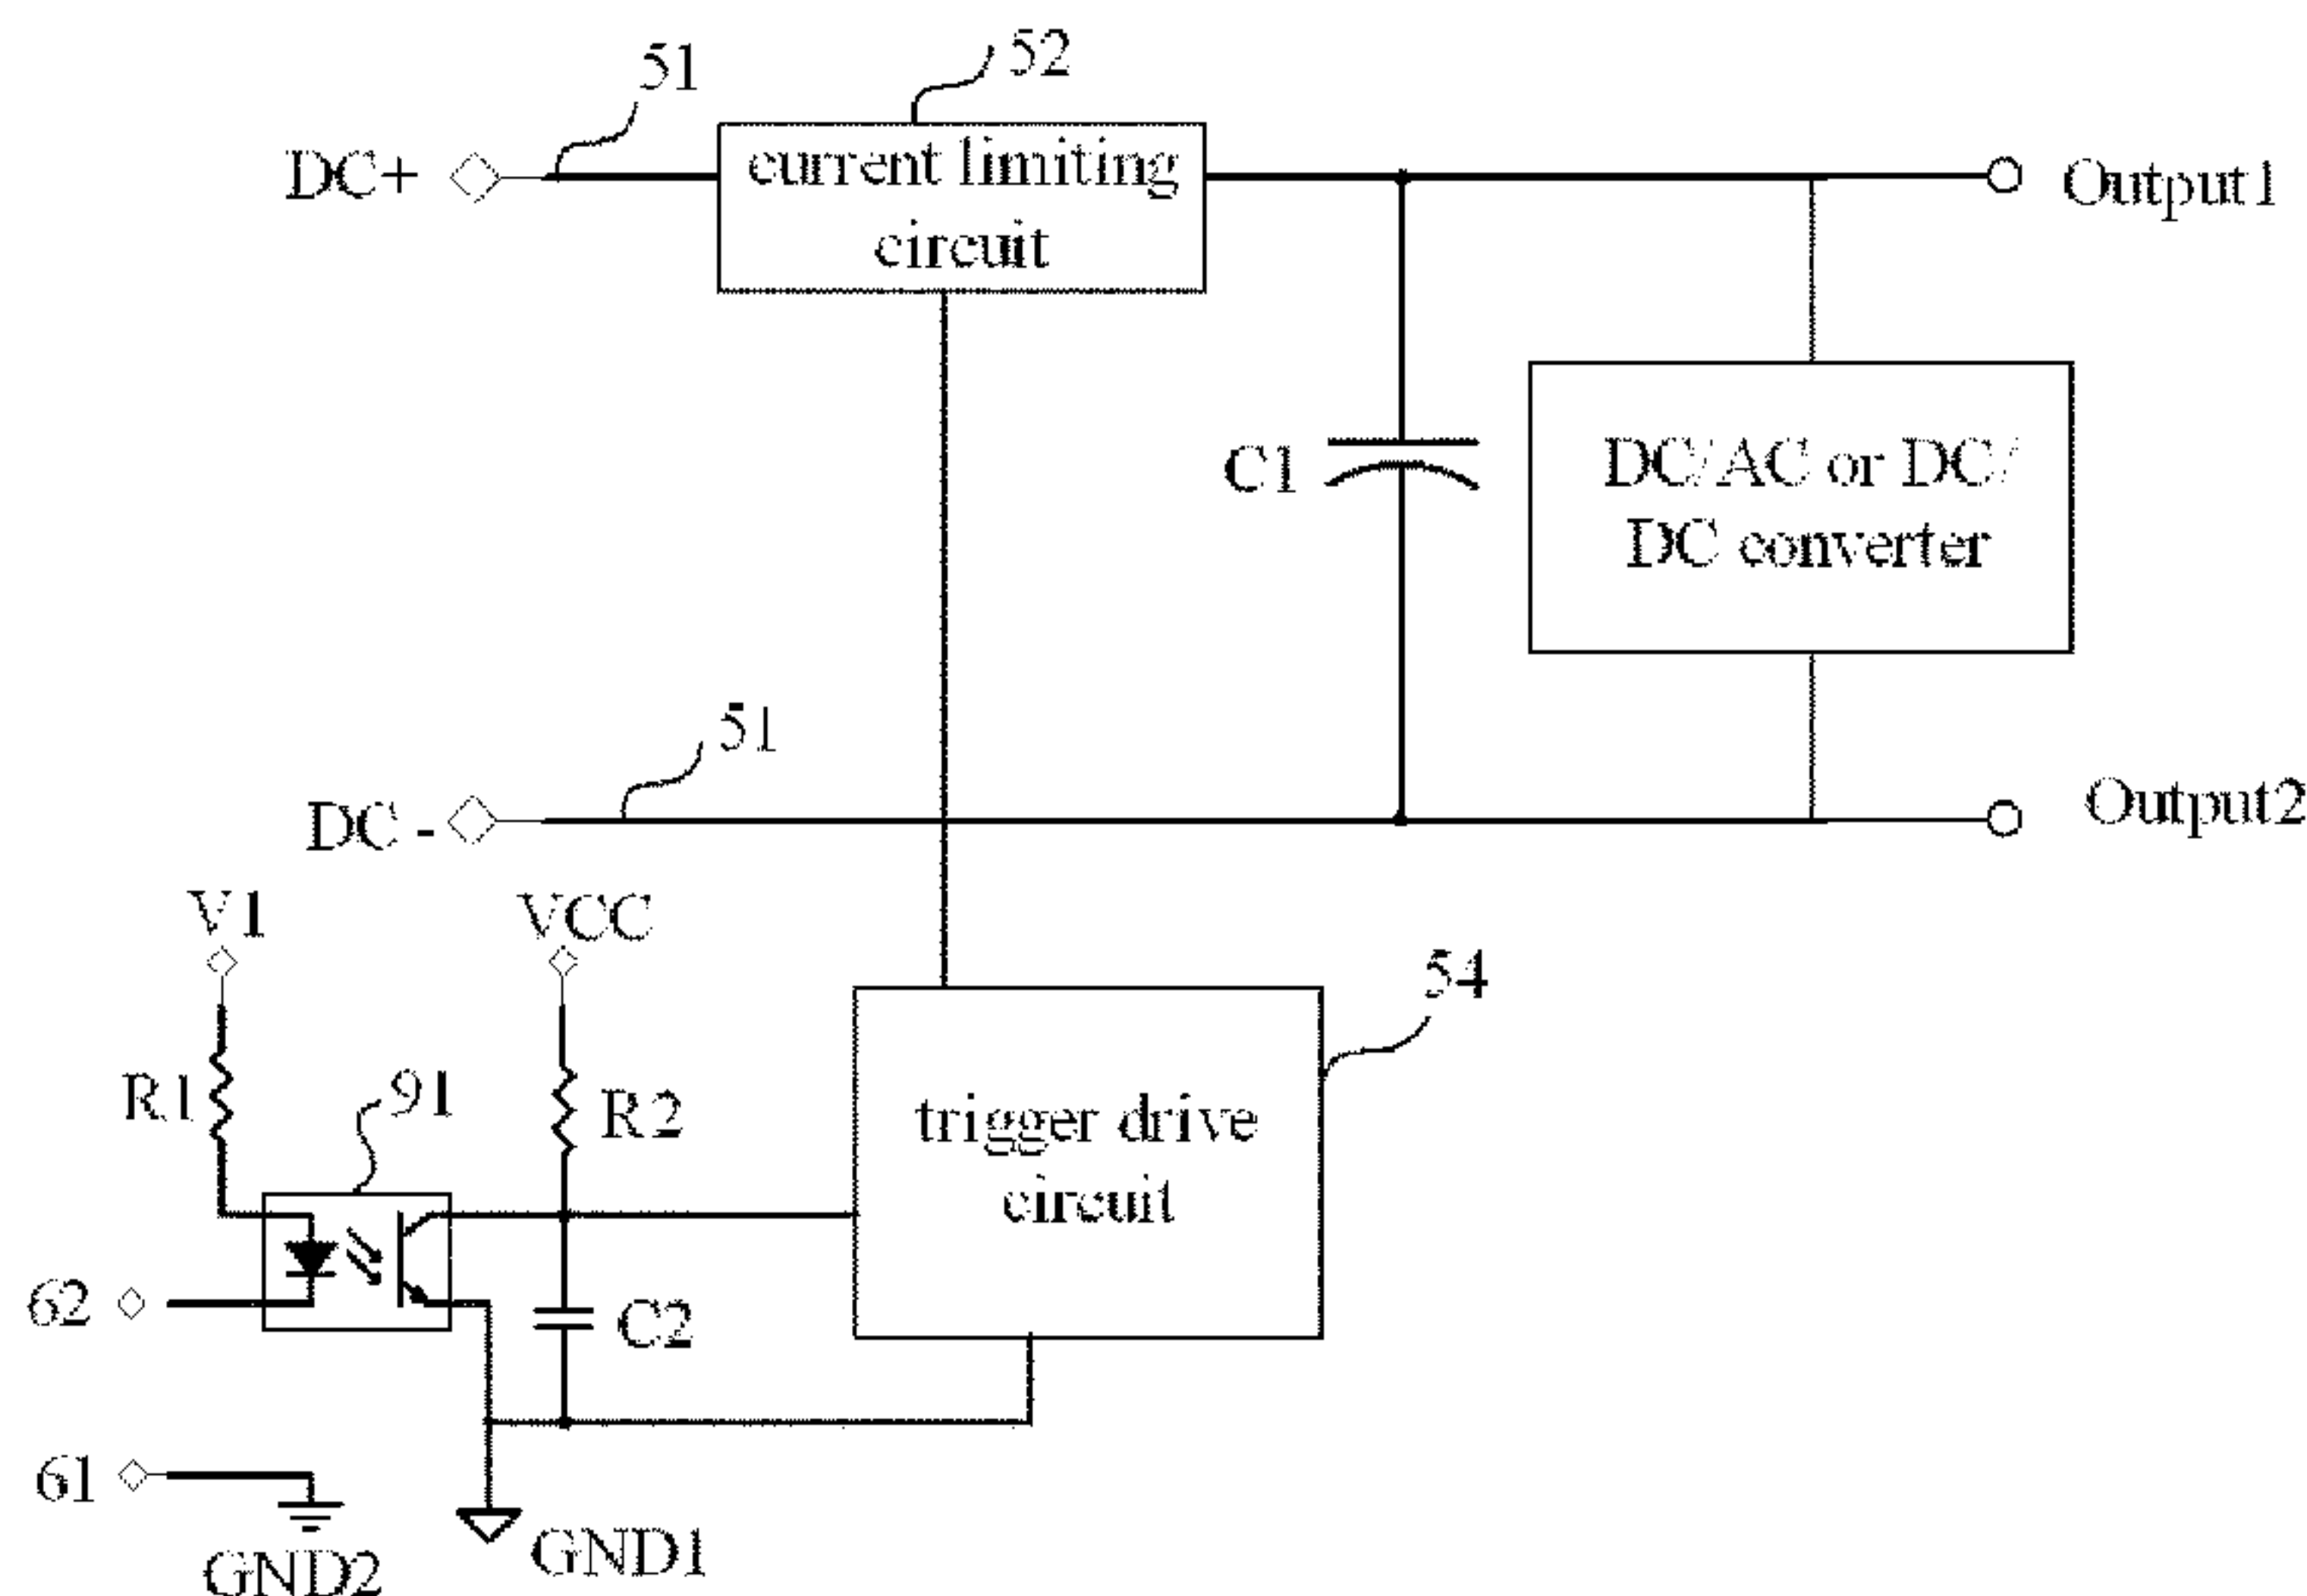 52
51
DC+
current limiting
circuit
Output1
C1
DC/AC or DC/
DC converter
51
DC -
Output2
V1
VCC
54
R1
91
R2
trigger drive
circuit
62
C2
61
GND2
GND1